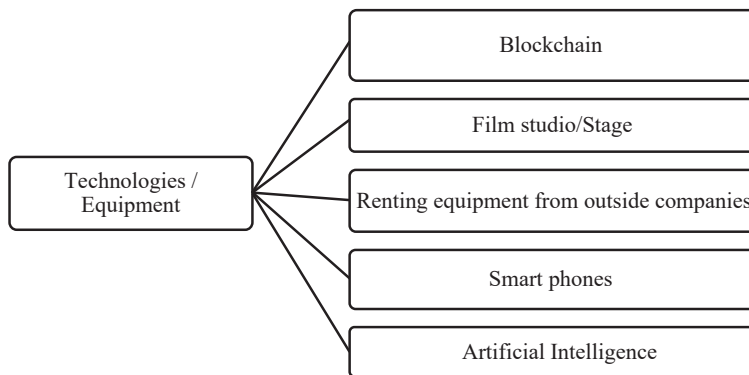 Blockchain
Film studio/Stage
Technologies /
Equipment
Renting equipment from outside companies
Smart phones
Artificial Intelligence